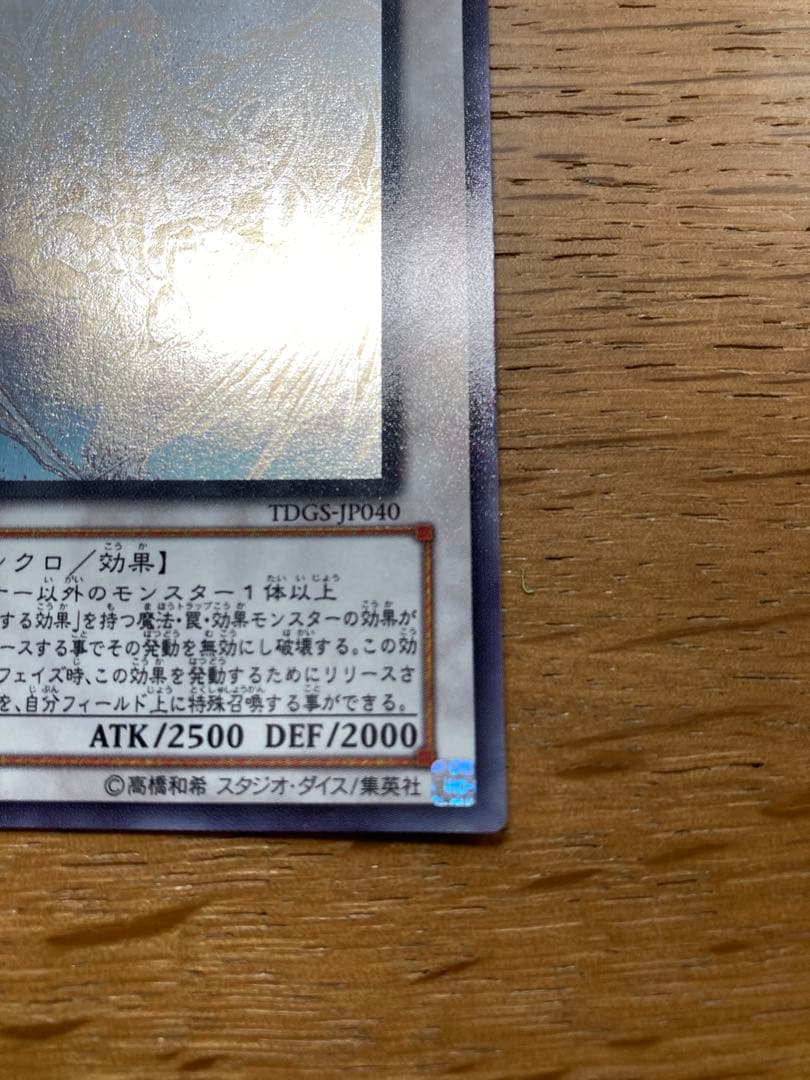 TDGS-JP040
ンクロ／効果】
ナー以外のモンスター１体以上
する効果」を持つ魔法・罠・効果モンスターの効果が
ースする事でその発動を無効にし破壊する。この効
フェイズ時、この効果を発動するためにリリースさ
を、自分フィールド上に特殊召喚する事ができる。
ATK/2500 DEF/2000
©高橋和希 スタジオ・ダイス/集英社